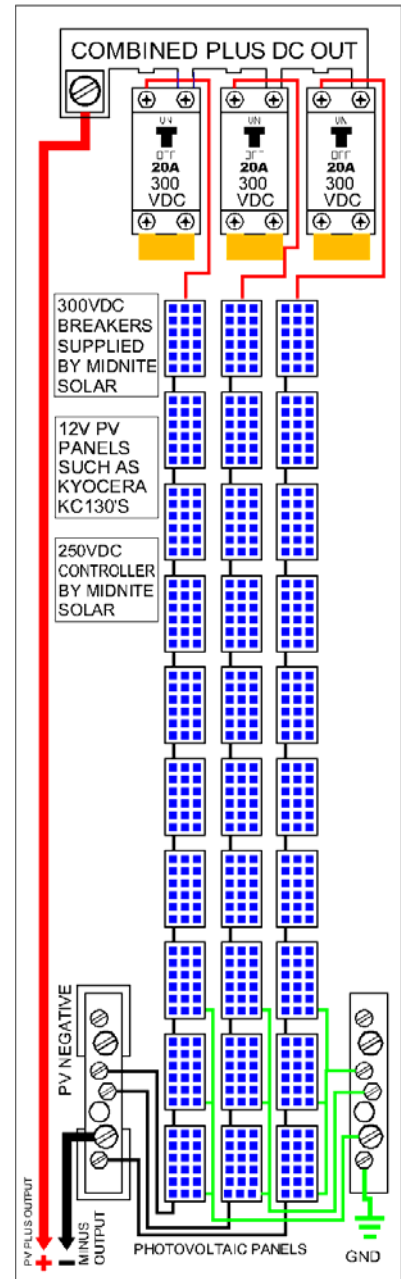 COMBINED PLUS DC OUT
ON
OFF
20A
300
VDC
ON
OFF
20A
300
VDC
ON
OFF
20A
300
VDC
300VDC
BREAKERS
SUPPLIED
BY MIDNITE
SOLAR
12V PV
PANELS
SUCH AS
KYOCERA
KC130'S
250VDC
CONTROLLER
BY MIDNITE
SOLAR
PV NEGATIVE
PV PLUS OUTPUT
+
−
MINUS
OUTPUT
PHOTOVOLTAIC PANELS
GND